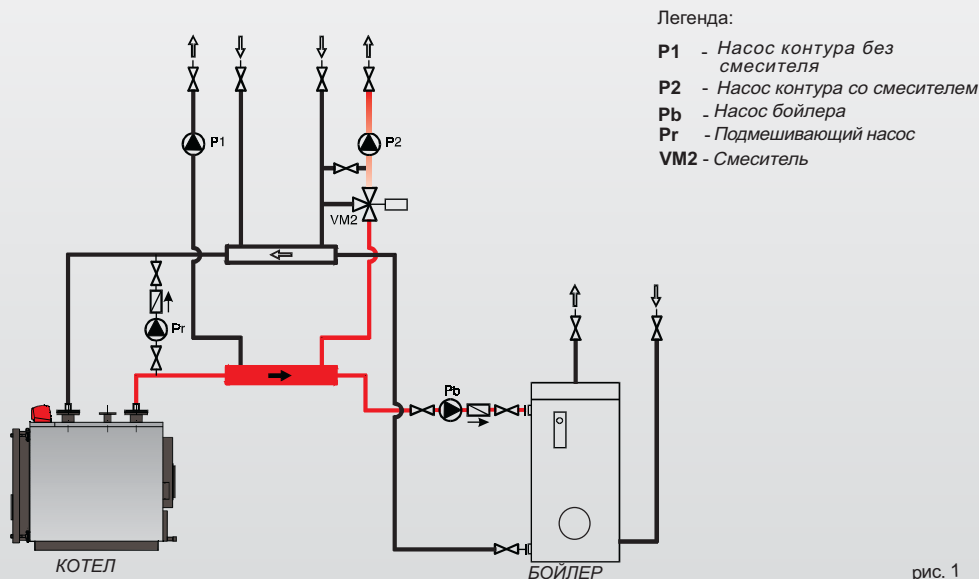 Легенда:
P1 - Насос контура без
смесителя
P2 - Насос контура со смесителем
Pb - Насос бойлера
Pr - Подмешивающий насос
VM2 - Смеситель
P1
P2
VM2
Pr
Pb
КОТЕЛ
БОЙЛЕР
рис. 1